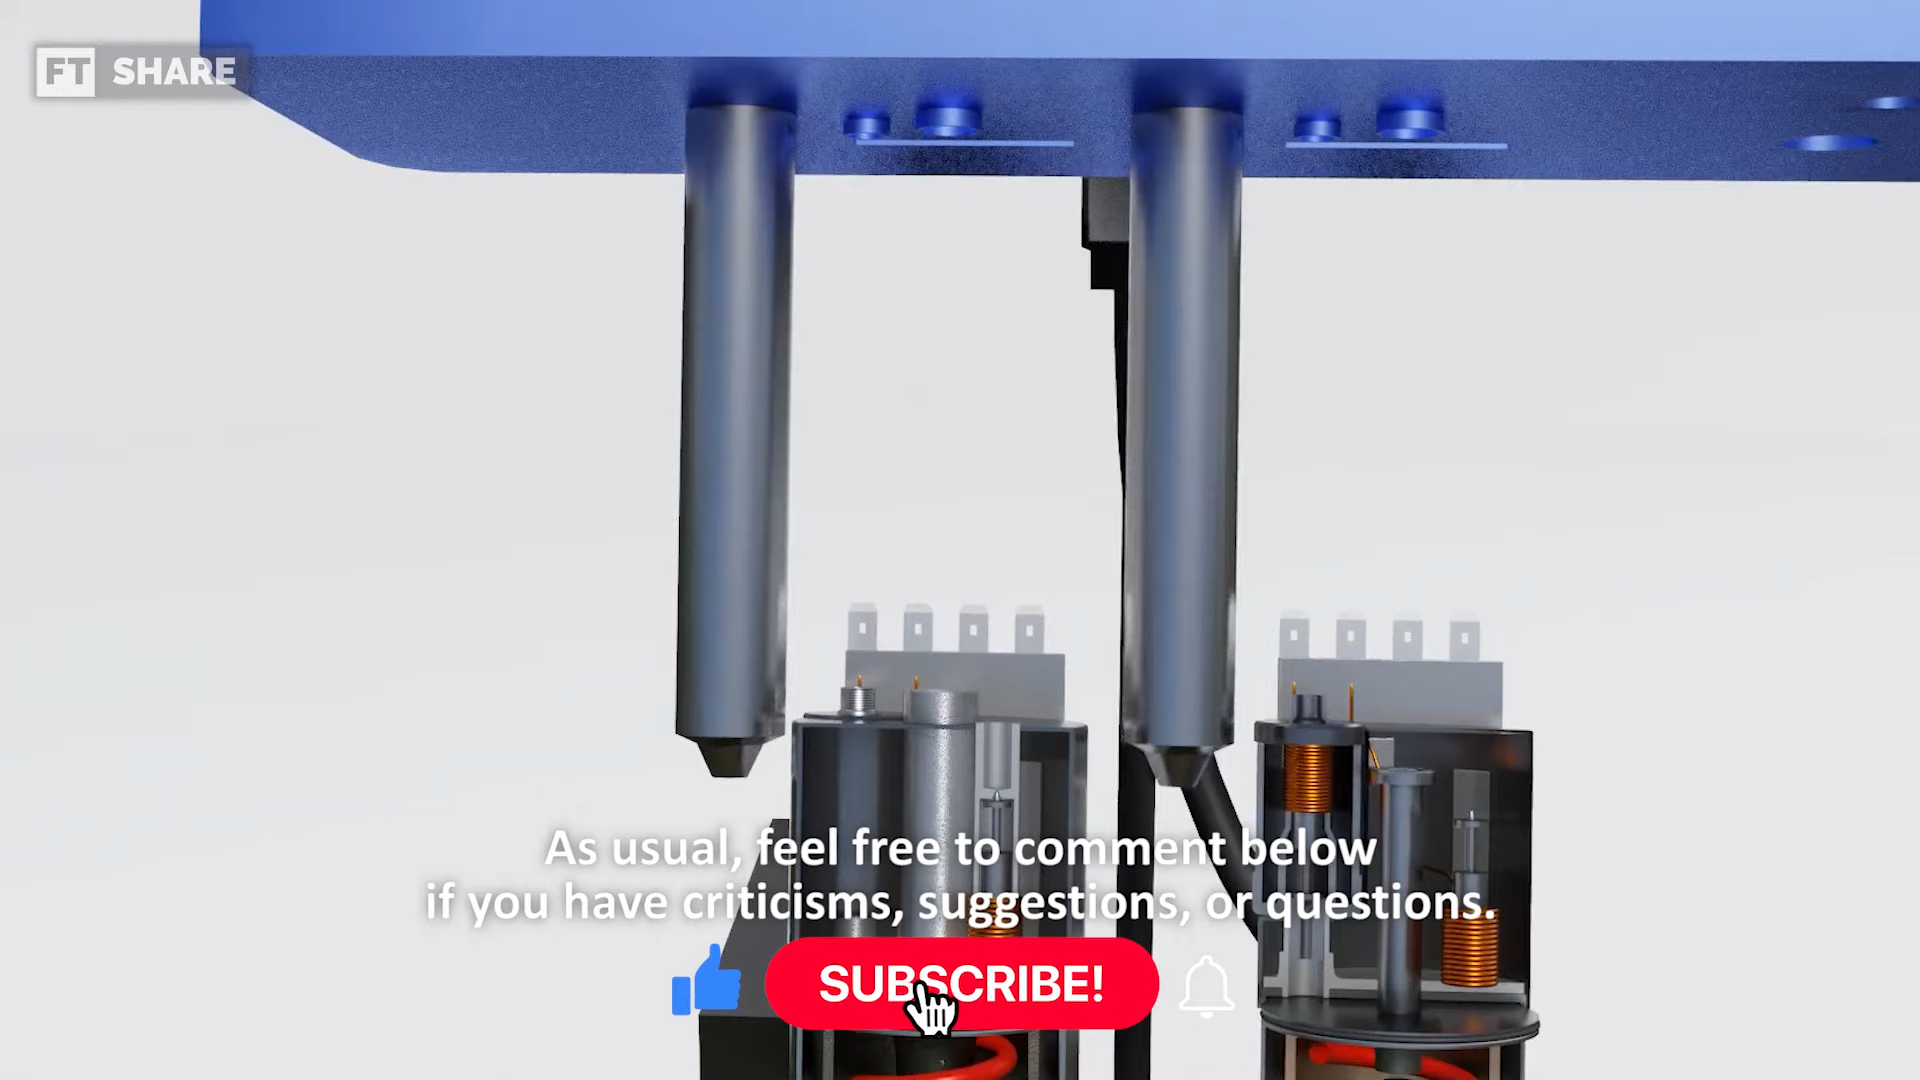 FT SHARE
As usual, feel free to comment below
if you have criticisms, suggestions, or questions.
SUBSCRIBE!